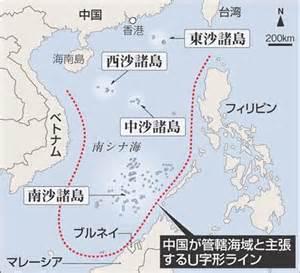 中国
台湾
香港
東沙諸島
N
200km
海南島
西沙諸島
中沙諸島
フィリピン
ベトナム
南シナ海
南沙諸島
ブルネイ
マレーシア
中国が管轄海域と主張
するU字形ライン